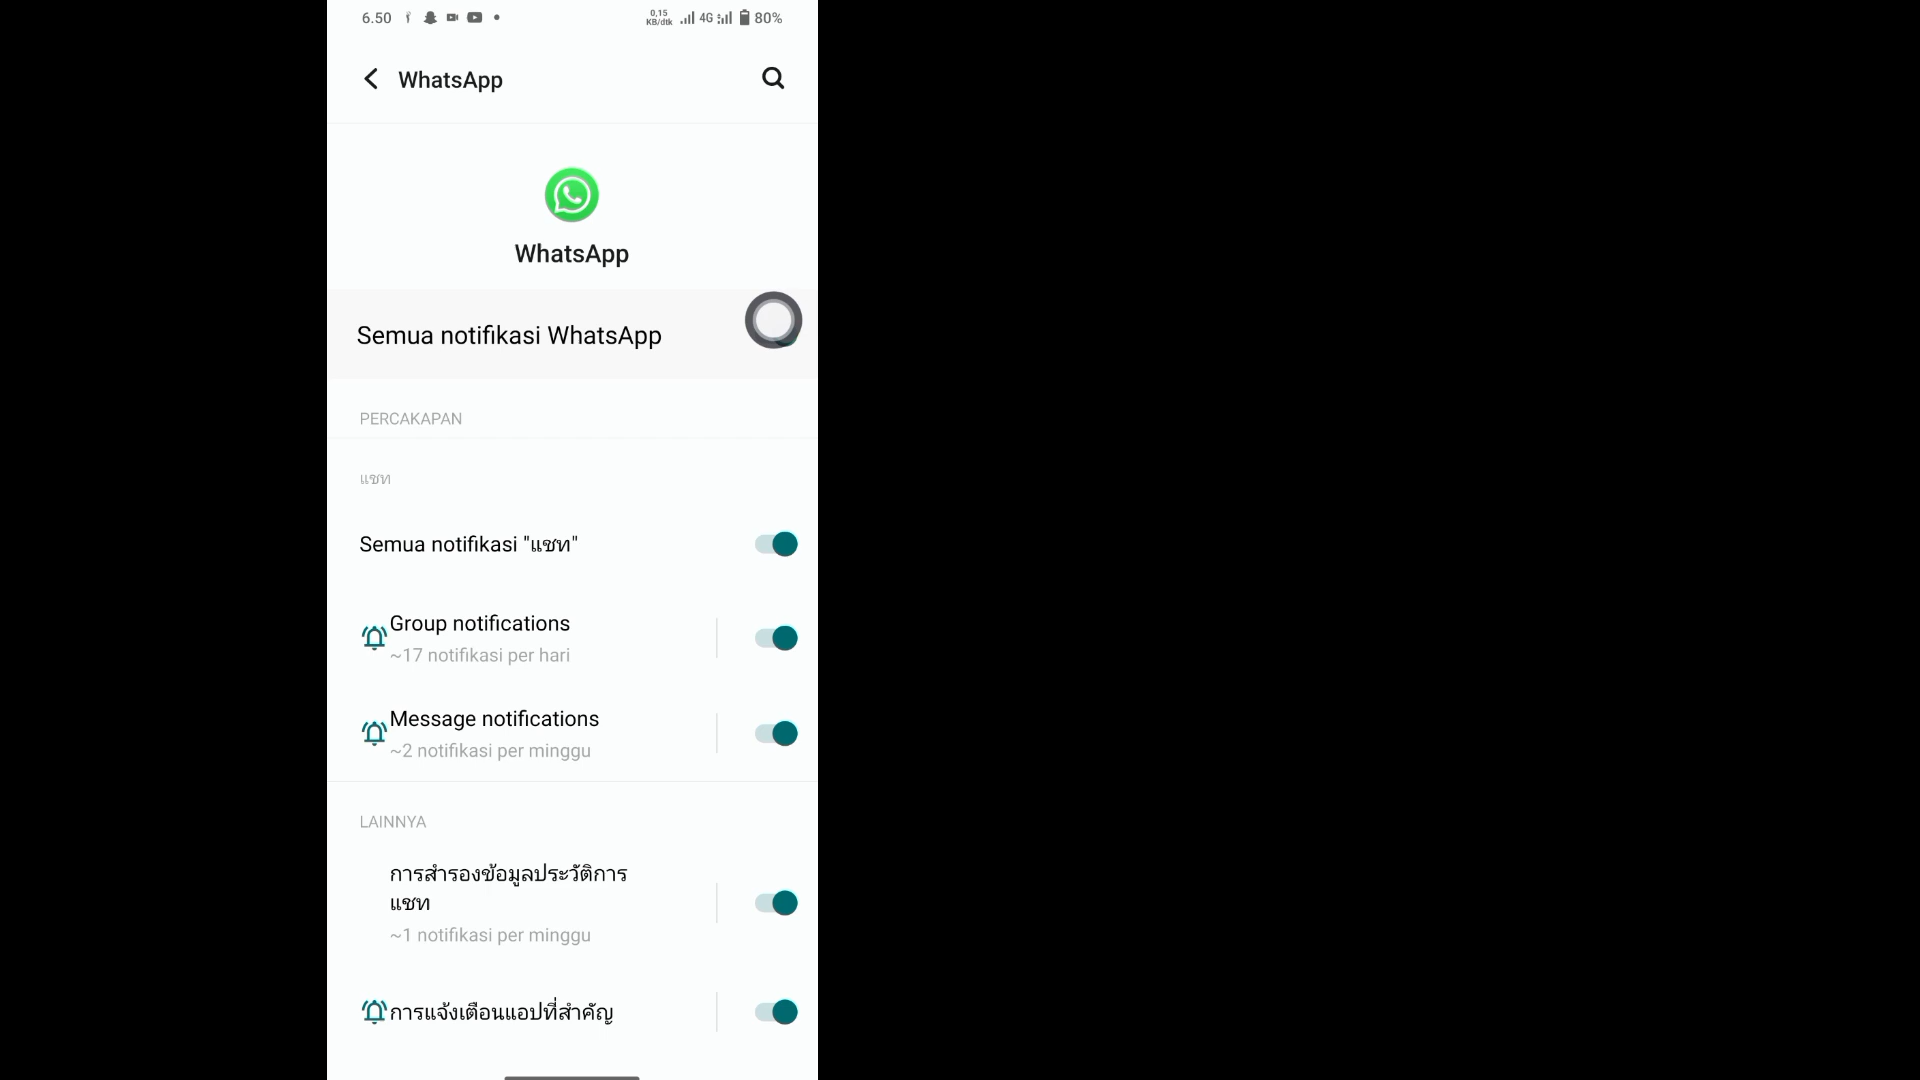 6.50
0,15
KB/dtk
4G
80%
WhatsApp
WhatsApp
Semua notifikasi WhatsApp
PERCAKAPAN
แชท
Semua notifikasi "แชท"
Group notifications
~17 notifikasi per hari
Message notifications
~2 notifikasi per minggu
LAINNYA
การสำรองข้อมูลประวัติการ
แชท
~1 notifikasi per minggu
การแจ้งเตือนแอปที่สำคัญ